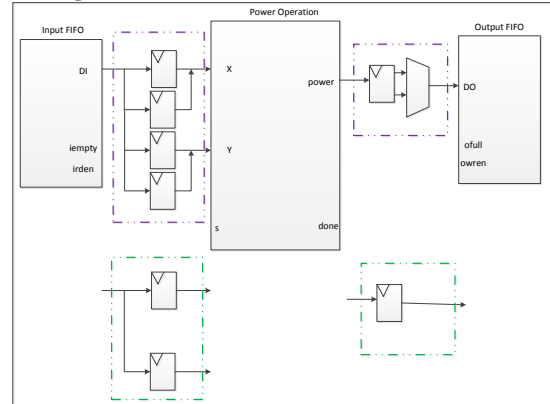 Power Operation
Input FIFO
Output FIFO
DI
X
power
DO
iempty
Y
ofull
irden
owren
s
done